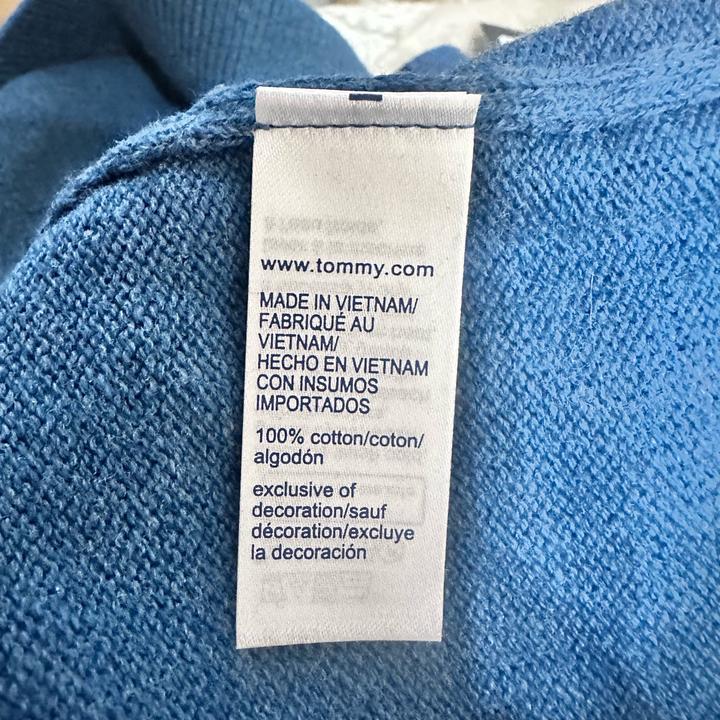 www.tommy.com
MADE IN VIETNAM/
FABRIQUÉ AU
VIETNAM/
HECHO EN VIETNAM
CON INSUMOS
IMPORTADOS
100% cotton/coton/
algodón
exclusive of
decoration/sauf
décoration/excluye
la decoración